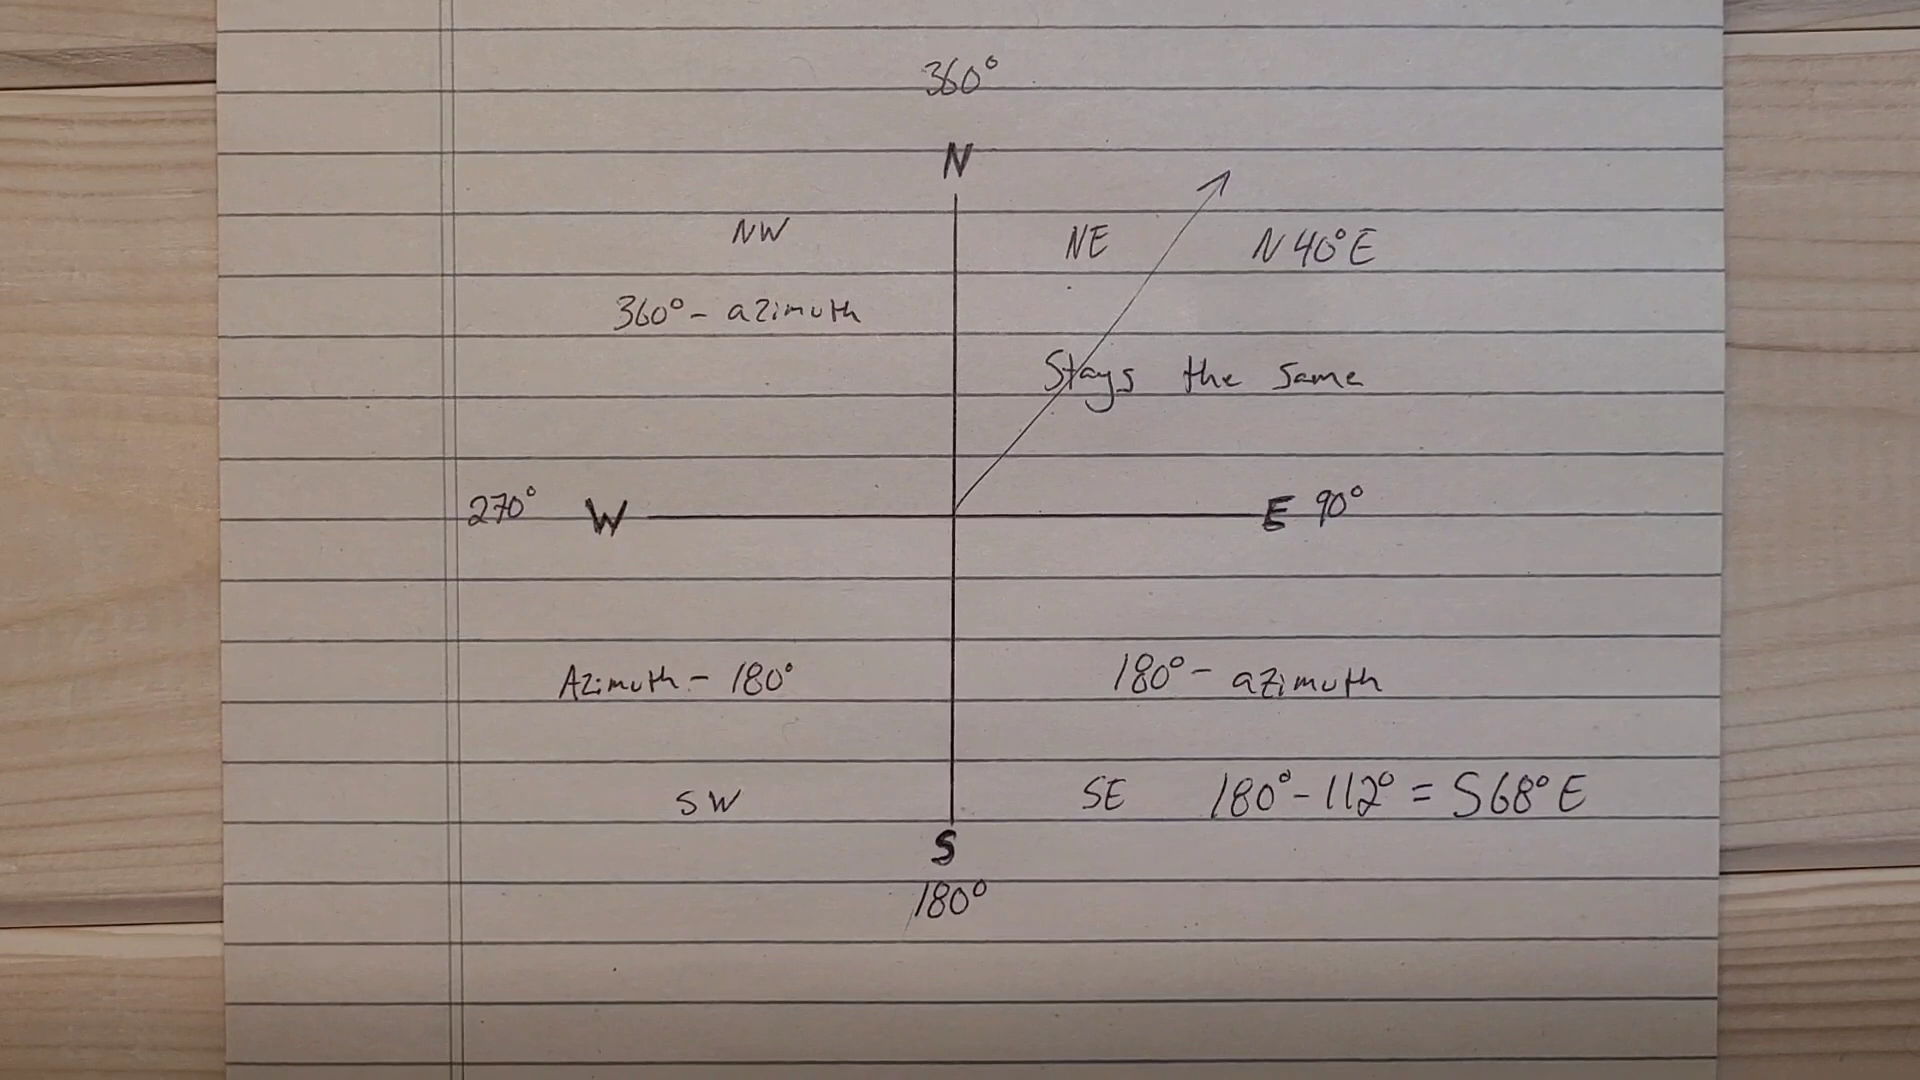 360°
N
NW
NE
N 40° E
360° - azimuth
Stays the same
270° W
E 90°
Azimuth - 180°
180° - azimuth
SW
SE
180° - 112° = S 68° E
S
180°